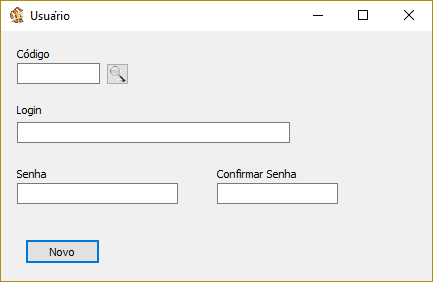 Usuário
Código
Login
Senha Confirmar Senha
Novo